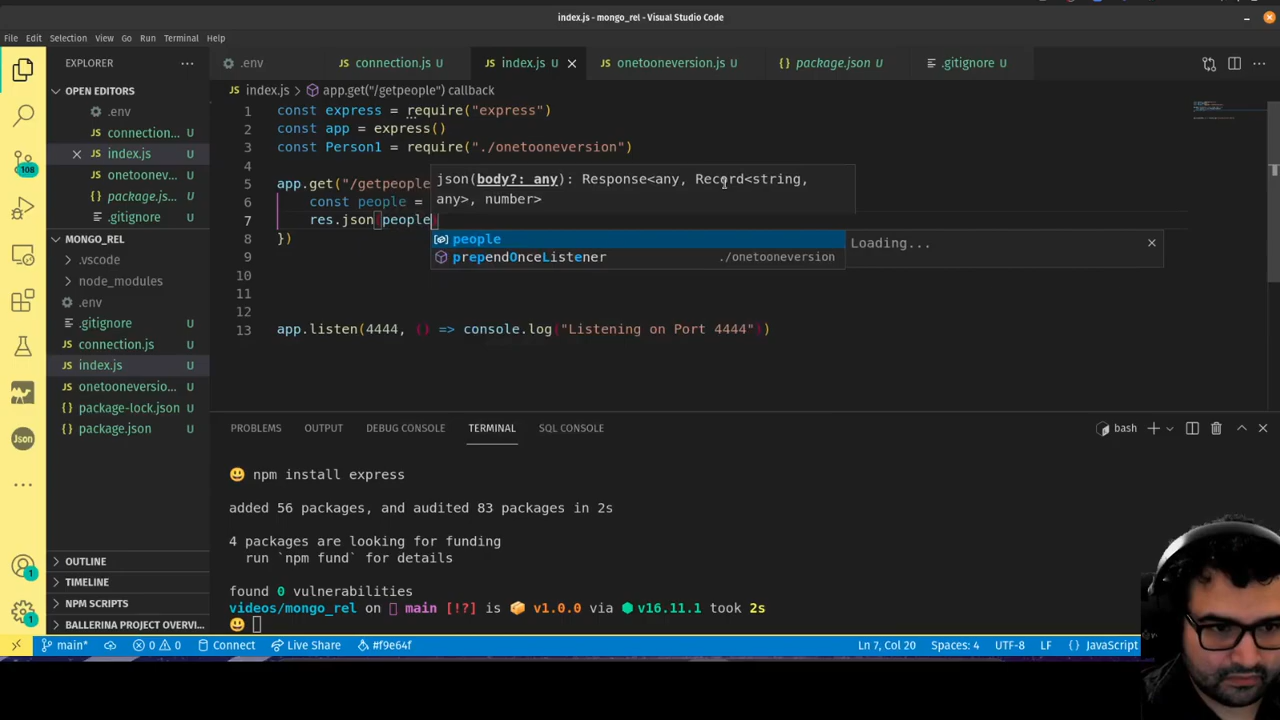 index.js - mongo_rel - Visual Studio Code
File Edit Selection View Go Run Terminal Help
EXPLORER
.env
JS connection.js U
JS index.js U
JS onetooneversion.js U
{ } package.json U
.gitignore U
JS index.js > app.get("/getpeople") callback
OPEN EDITORS
.env
JS connection... U
JS index.js U
JS onetoonev... U
{ } package.js... U
.gitignore U
MONGO_REL
.vscode
node_modules
.env
.gitignore U
JS connection.js U
JS index.js U
JS onetooneversio... U
{ } package-lock.json U
{ } package.json U
OUTLINE
TIMELINE
NPM SCRIPTS
BALLERINA PROJECT OVERVI...
108
Json
1
1
1 const express = require("express")
2 const app = express()
3 const Person1 = require("./onetooneversion")
4
5 app.get("/getpeople
6 const people =
7 res.json(people)
8 })
9
10
11
12
13 app.listen(4444, () => console.log("Listening on Port 4444"))
json(body?: any): Response<any, Record<string,
any>, number>
people
prependOnceListener ./onetooneversion
Loading...
PROBLEMS OUTPUT DEBUG CONSOLE TERMINAL SQL CONSOLE
bash
😃 npm install express
added 56 packages, and audited 83 packages in 2s
4 packages are looking for funding
run `npm fund` for details
found 0 vulnerabilities
videos/mongo_rel on main [!?] is 📦 v1.0.0 via v16.11.1 took 2s
😃
main* 0 0 Connect Live Share #f9e64f Ln 7, Col 20 Spaces: 4 UTF-8 LF { } JavaScript